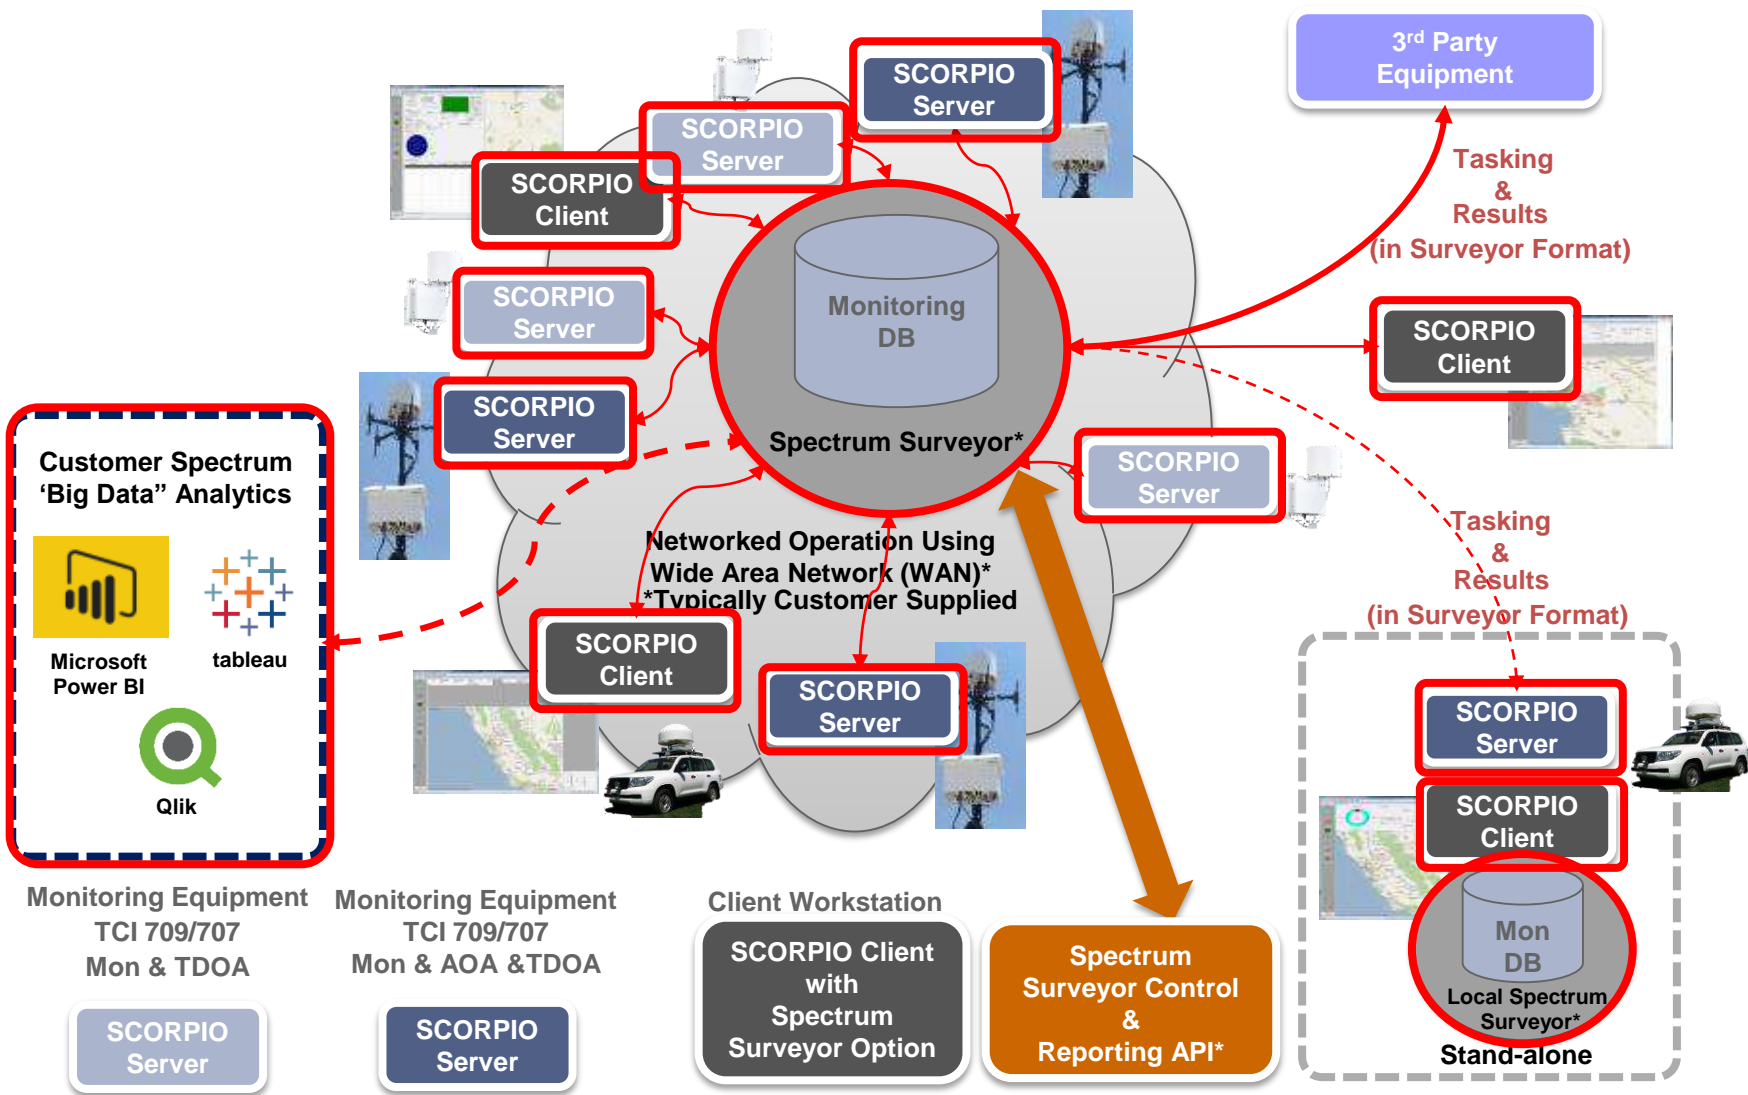 SCORPIO
Server
3rd Party
Equipment
SCORPIO
Server
SCORPIO
Client
Tasking
&
Results
(in Surveyor Format)
SCORPIO
Server
Monitoring
DB
SCORPIO
Client
SCORPIO
Server
Spectrum Surveyor*
SCORPIO
Server
Customer Spectrum
‘Big Data” Analytics
Microsoft
Power BI
tableau
Qlik
Networked Operation Using
Wide Area Network (WAN)*
*Typically Customer Supplied
Tasking
&
Results
(in Surveyor Format)
SCORPIO
Client
SCORPIO
Server
SCORPIO
Server
SCORPIO
Client
Mon
DB
Local Spectrum
Surveyor*
Stand-alone
Monitoring Equipment
TCI 709/707
Mon & TDOA
SCORPIO
Server
Monitoring Equipment
TCI 709/707
Mon & AOA &TDOA
SCORPIO
Server
Client Workstation
SCORPIO Client
with
Spectrum
Surveyor Option
Spectrum
Surveyor Control
&
Reporting API*